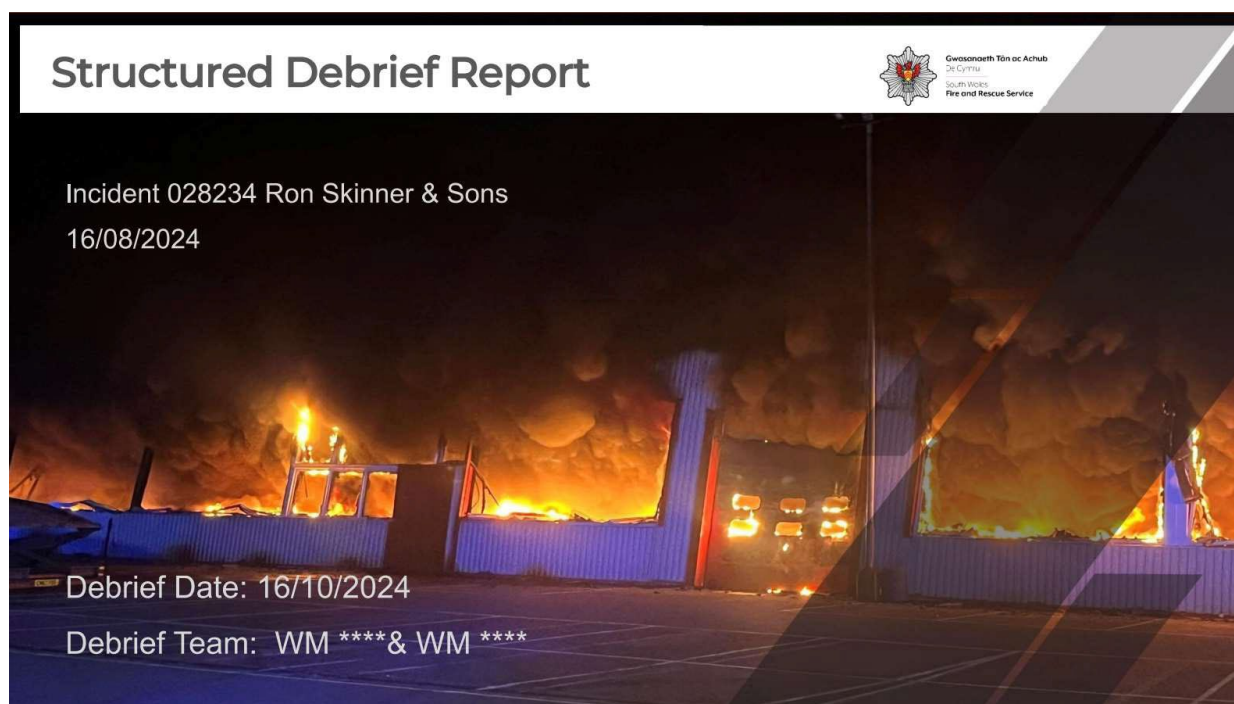 Structured Debrief Report
Gwasanaeth Tân ac Achub
De Cymru
South Wales
Fire and Rescue Service
Incident 028234 Ron Skinner & Sons
16/08/2024
Debrief Date: 16/10/2024
Debrief Team:  WM ****& WM ****